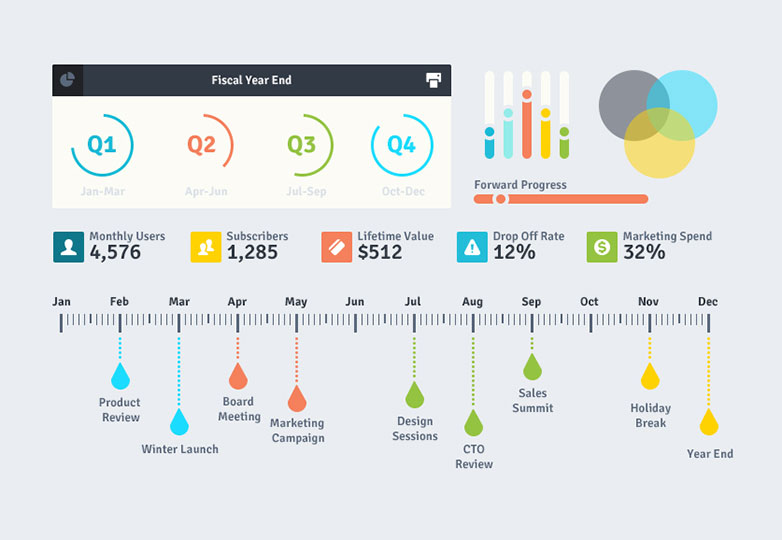 Fiscal Year End
Q1
Q2
Q3
Q4
Jan-Mar
Apr-Jun
Jul-Sep
Oct-Dec
Forward Progress
Monthly Users
4,576
Subscribers
1,285
Lifetime Value
$512
Drop Off Rate
12%
Marketing Spend
32%
Jan Feb Mar Apr May Jun Jul Aug Sep Oct Nov Dec
Product
Review
Winter Launch
Board
Meeting
Marketing
Campaign
Design
Sessions
CTO
Review
Sales
Summit
Holiday
Break
Year End